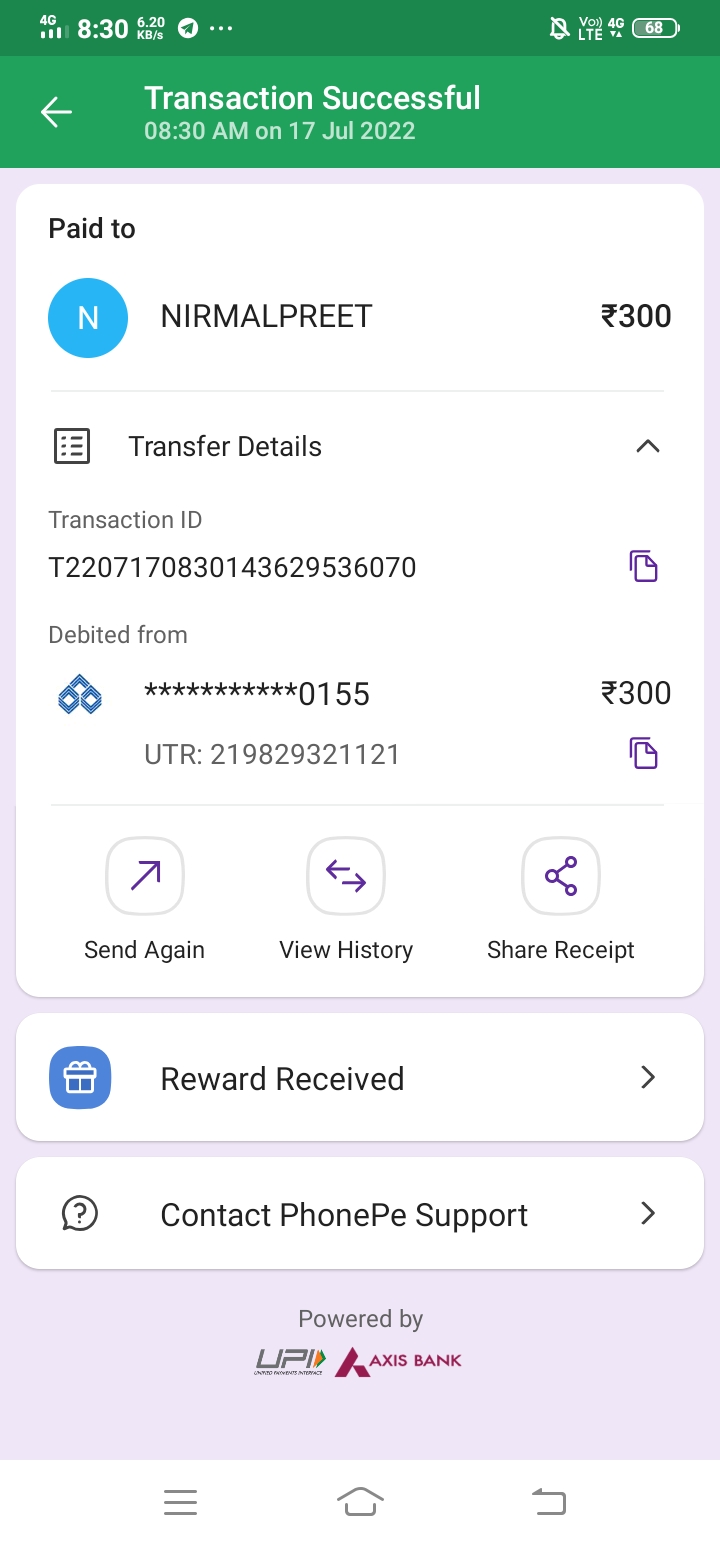 4G 8:30 6.20 KB/s ... Vo) LTE 4G 68
Transaction Successful
08:30 AM on 17 Jul 2022
Paid to
N NIRMALPREET ₹300
Transfer Details
Transaction ID
T2207170830143629536070
Debited from
***********0155 ₹300
UTR: 219829321121
Send Again View History Share Receipt
Reward Received
Contact PhonePe Support
Powered by
UPI AXIS BANK
UNIFIED PAYMENTS INTERFACE